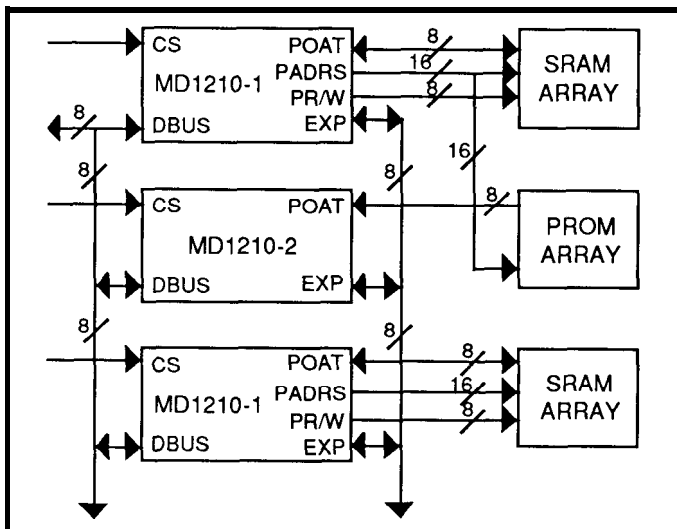 8
CS
POAT
16
PADRS
8
MD1210-1
PR/W
8
DBUS
EXP
SRAM
ARRAY
8
16
8
CS
POAT
8
MD1210-2
PROM
ARRAY
DBUS
EXP
8
8
CS
POAT
8
PADRS
16
MD1210-1
PR/W
8
DBUS
EXP
SRAM
ARRAY